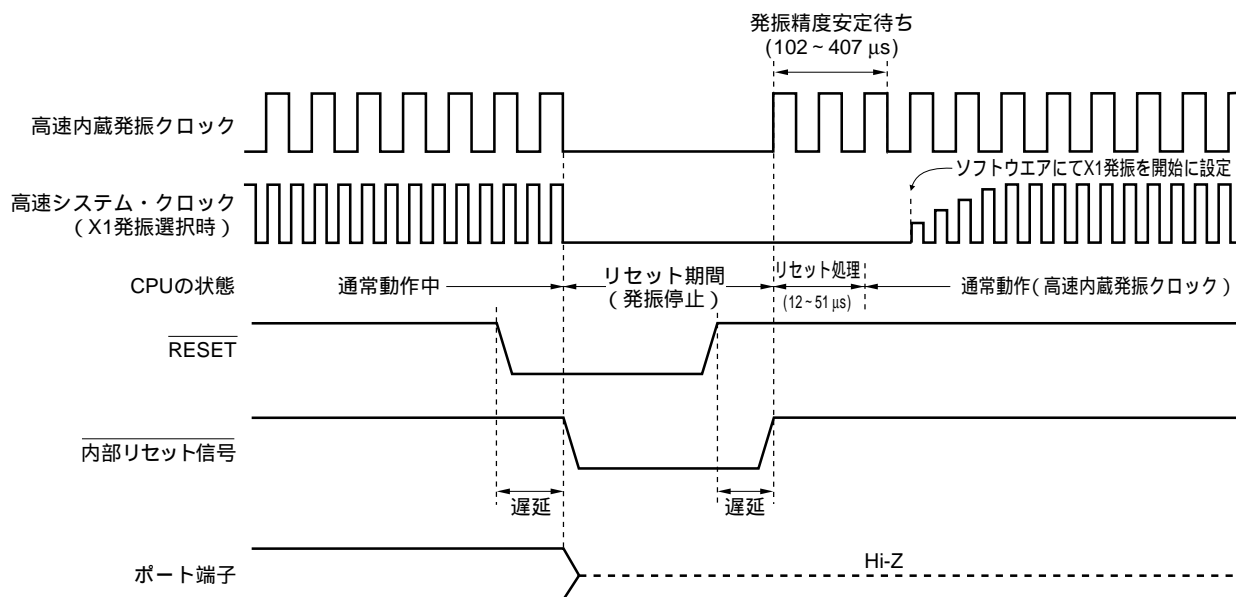 発振精度安定待ち
(102～407 μs)
高速内蔵発振クロック
ソフトウエアにてX1発振を開始に設定
高速システム・クロック
（X1発振選択時）
CPUの状態
通常動作中
リセット期間
（発振停止）
リセット処理
(12～51 μs)
通常動作（高速内蔵発振クロック）
RESET
内部リセット信号
遅延
遅延
ポート端子
Hi-Z